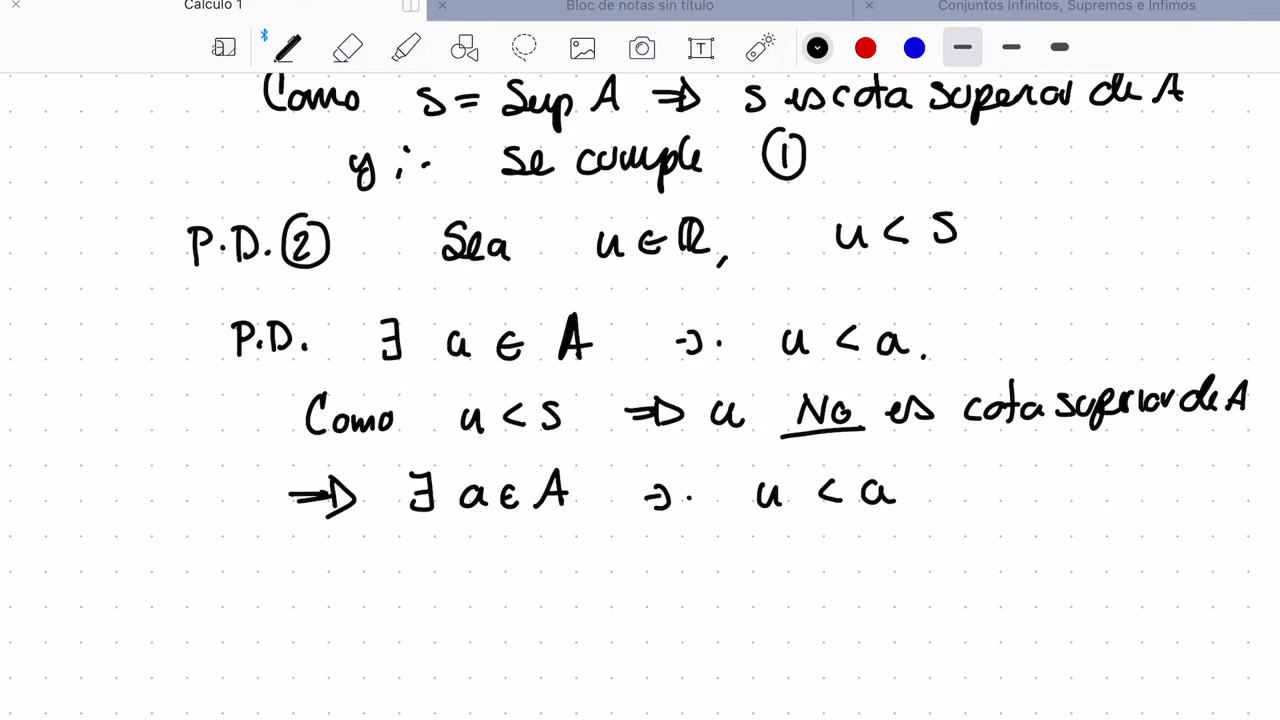 Calculo 1
Bloc de notas sin título
Conjuntos Infinitos, Supremos e Infimos
Como s = Sup A ⇒ s es cota superior de A
y ∴ se cumple ①
P.D. ② Sea u ∈ ℝ, u < s
P.D. ∃ a ∈ A ∋. u < a.
Como u < s ⇒ u NO es cota superior de A
⇒ ∃ a ∈ A ∋. u < a